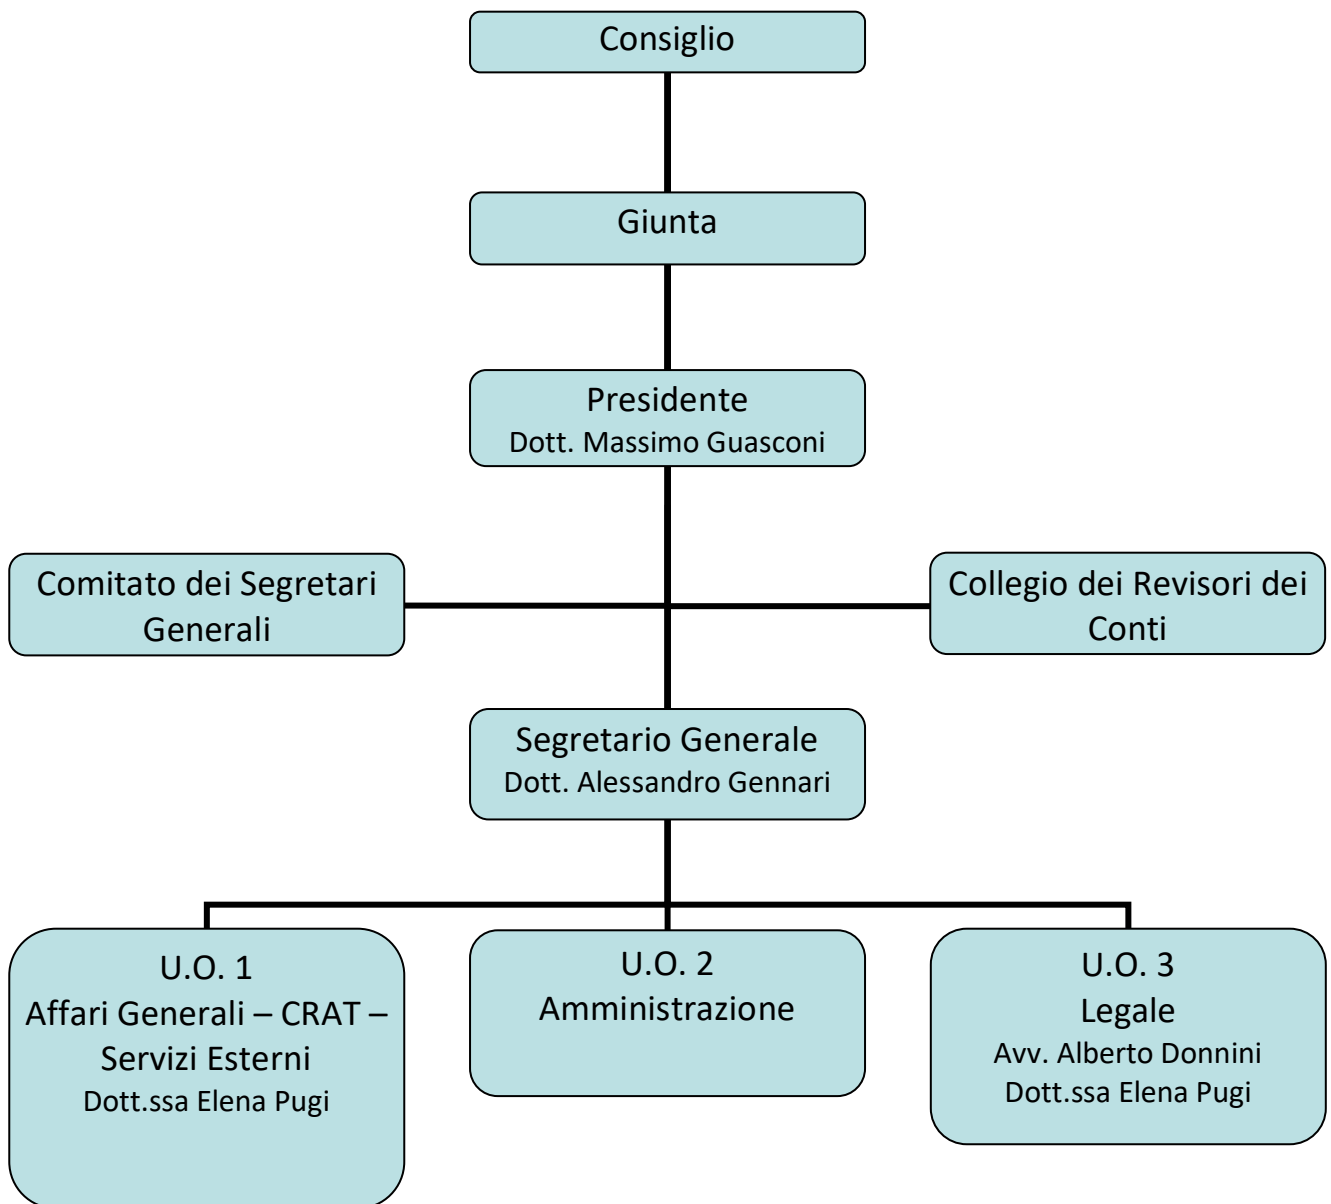 Consiglio
Giunta
Presidente
Dott. Massimo Guasconi
Comitato dei Segretari
Generali
Collegio dei Revisori dei
Conti
Segretario Generale
Dott. Alessandro Gennari
U.O. 1
Affari Generali – CRAT –
Servizi Esterni
Dott.ssa Elena Pugi
U.O. 2
Amministrazione
U.O. 3
Legale
Avv. Alberto Donnini
Dott.ssa Elena Pugi